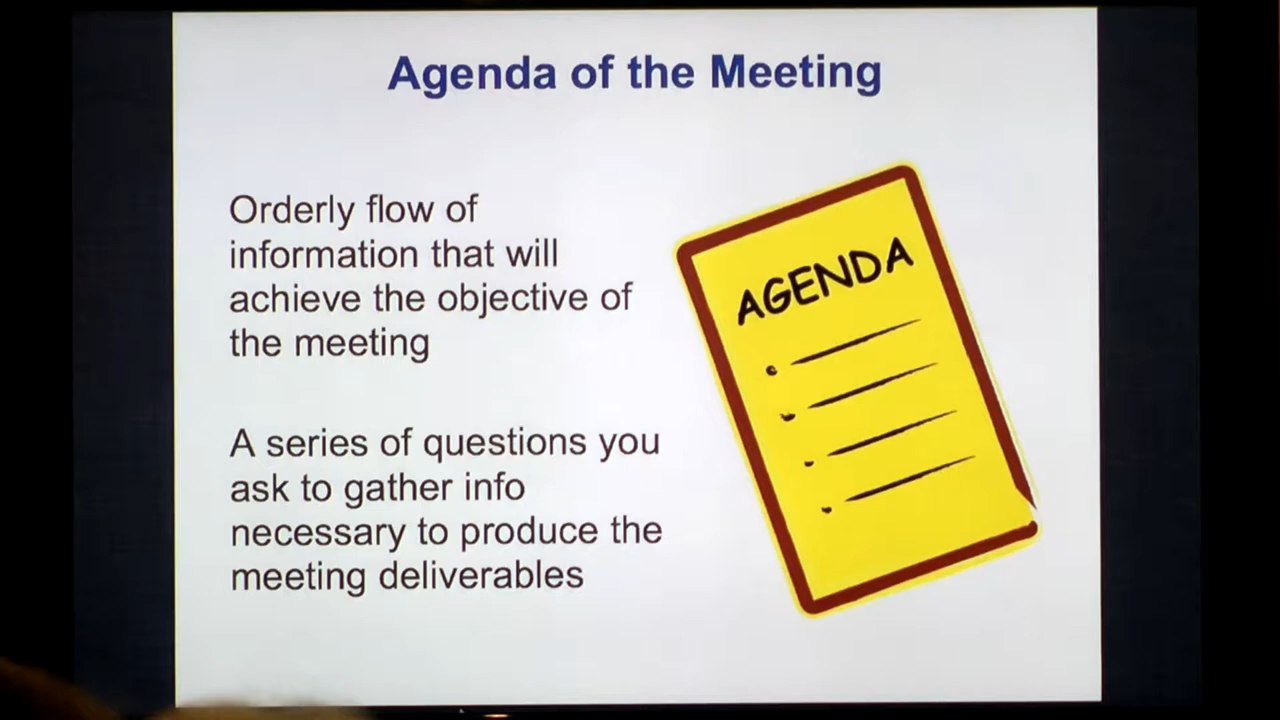 Agenda of the Meeting
Orderly flow of
information that will
achieve the objective of
the meeting
A series of questions you
ask to gather info
necessary to produce the
meeting deliverables
AGENDA